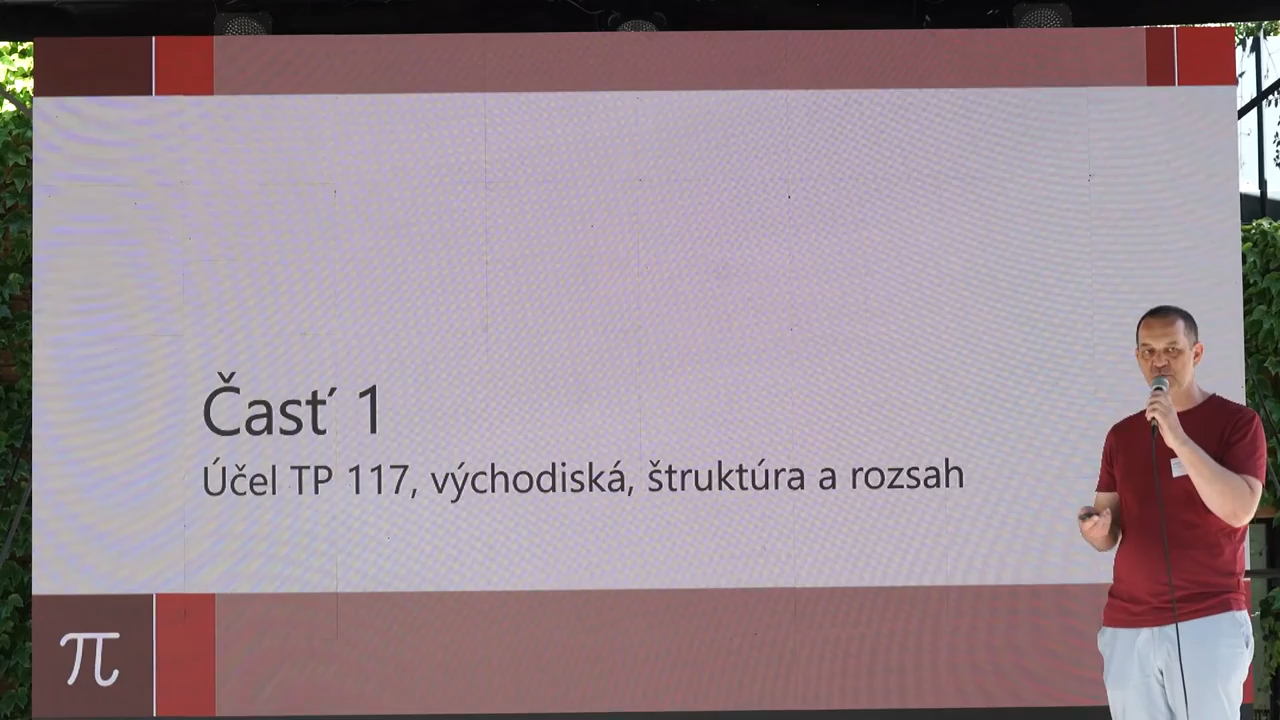 Časť 1
Účel TP 117, východiská, štruktúra a rozsah
π